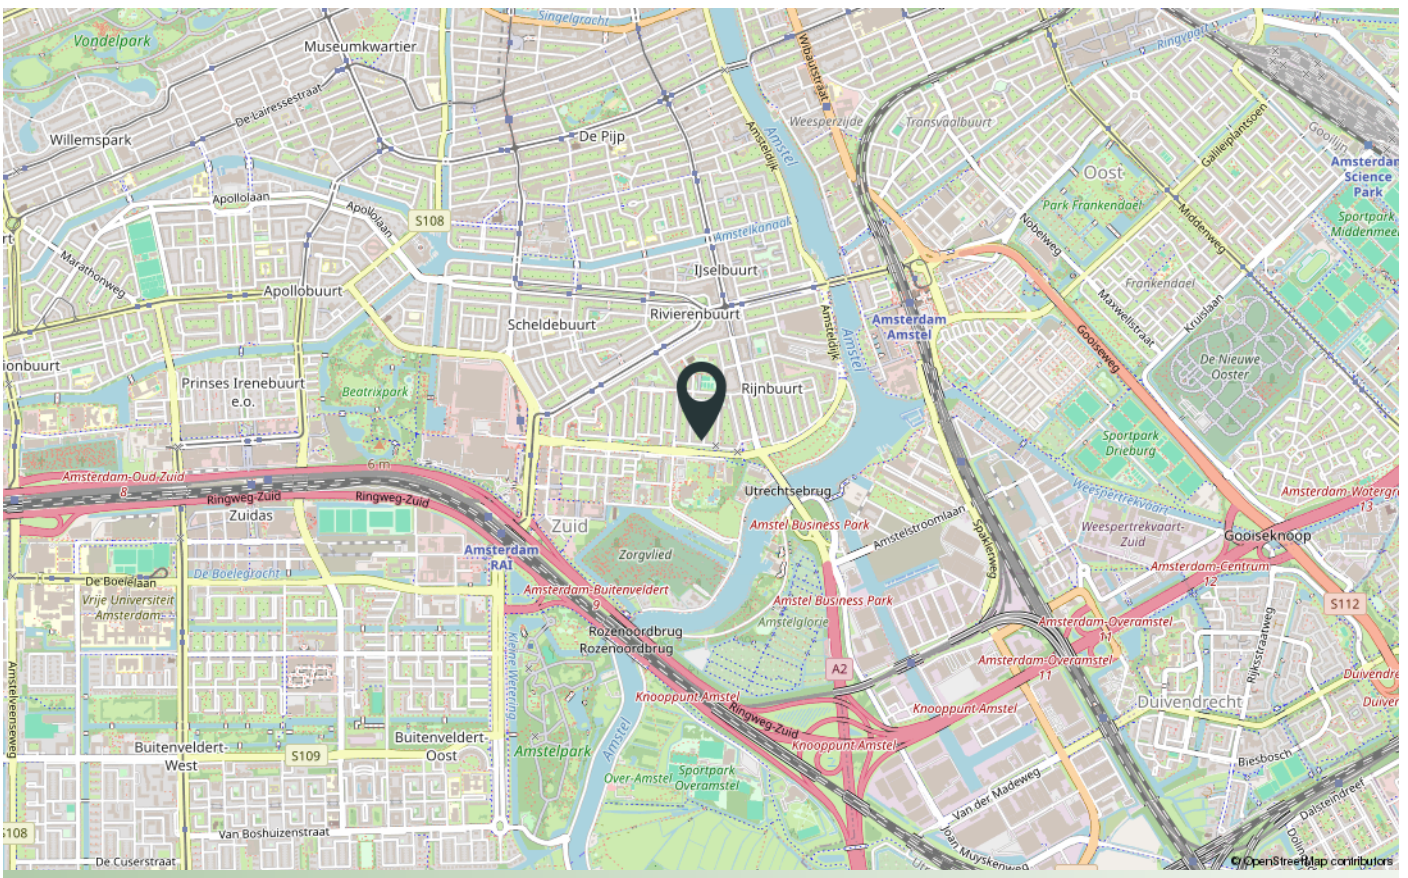 Singelgracht
Vondelpark
Museumkwartier
Wibautstraat
Ringvaart
De Lairessestraat
Willemspark
De Pijp
Weesperzijde
Transvaalbuurt
Galileïplantsoen
Gooilijn
Amsteldijk
Amstel
Amsterdam
Science
Park
Oost
Park Frankendael
Apollolaan
Apollolaan
S108
Middenweg
Sportpark
Middenmeer
Nobelweg
Amstelkanaal
Marathonweg
IJselbuurt
Frankendael
Apollobuurt
Maxwellstraat
Kruislaan
Scheldebuurt
Rivierenbuurt
Amsterdam
Amstel
Amsteldijk
Amstel
Gooiseweg
De Nieuwe
Ooster
ionbuurt
Prinses Irenebuurt
e.o.
Beatrixpark
Rijnbuurt
Sportpark
Drieburg
6 m
Amsterdam-Oud Zuid
8
Ringweg-Zuid
Ringweg-Zuid
Zuidas
Utrechtsebrug
Weespertrekvaart
Amsterdam-Watergra
13
Zuid
Amstel Business Park
Amstelstroomlaan
Spaklerweg
Weespertrekvaart-
Zuid
Gooiseknoop
Amsterdam
RAI
Zorgvlied
Amsterdam-Centrum
12
De Boelelaan
De Boelegracht
Vrije Universiteit
Amsterdam
Amsterdam-Buitenveldert
9
Amstel Business Park
Amstelglorie
S112
Rozenoordbrug
Rozenoordbrug
Amsterdam-Overamstel
11
Rijksstraatweg
Kleine Wetering
Amsterdam-Overamstel
11
A2
Duivendre
Amstelveenseweg
Knooppunt Amstel
Ringweg-Zuid
Knooppunt Amstel
Duivendrecht
Duiver
Amstel
Knooppunt Amstel
Buitenveldert-
West
S109
Buitenveldert-
Oost
Amstelpark
Over-Amstel
Sportpark
Overamstel
Biesbosch
Van der Madeweg
Dalsteindreef
S108
Van Boshuizenstraat
Joan Muyskenweg
De Cuserstraat
© OpenStreetMap contributors